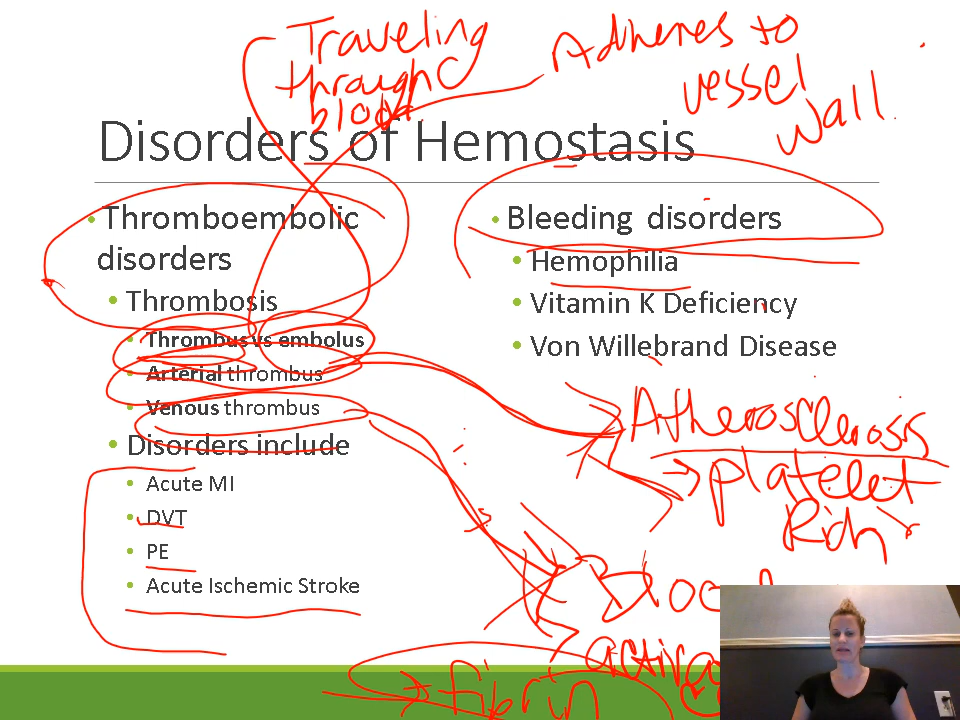 Traveling
through
blood
Adheres to
vessel
wall
Disorders of Hemostasis
• Thromboembolic
disorders
• Thrombosis
• Thrombus vs embolus
• Arterial thrombus
• Venous thrombus
• Disorders include
• Acute MI
• DVT
• PE
• Acute Ischemic Stroke
• Bleeding disorders
• Hemophilia
• Vitamin K Deficiency
• Von Willebrand Disease
Atherosclerosis
→ platelet
Rich
→ fibrin